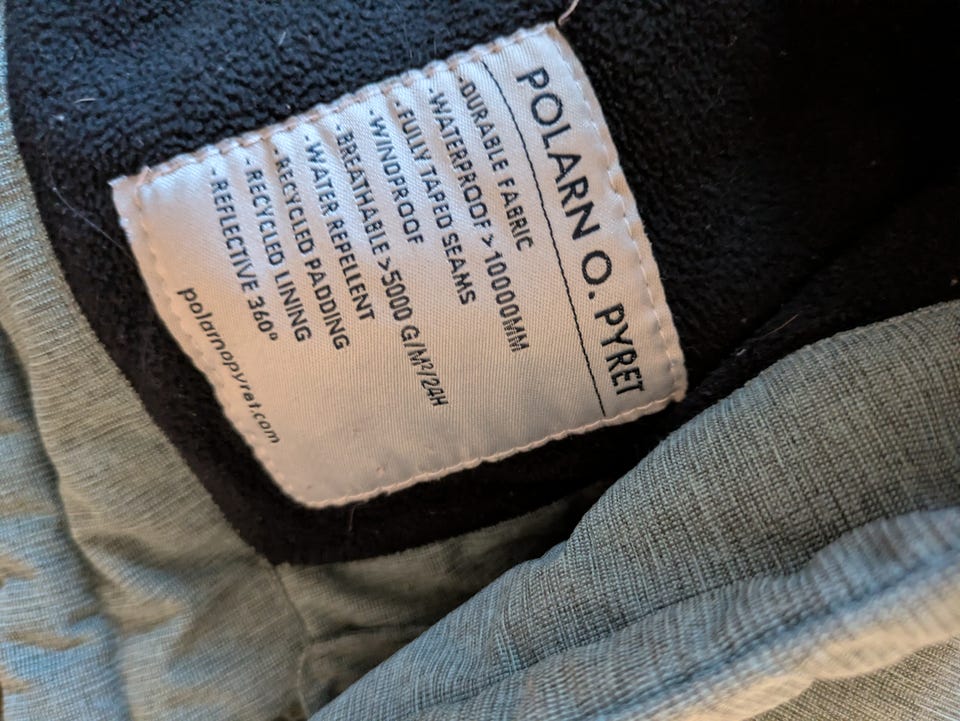 POLARN O. PYRET
-DURABLE FABRIC
-WATERPROOF >10000MM
-FULLY TAPED SEAMS
-WINDPROOF
-BREATHABLE >5000 G/M²/24H
-WATER REPELLENT
-RECYCLED PADDING
-RECYCLED LINING
-REFLECTIVE 360°
polarnopyret.com